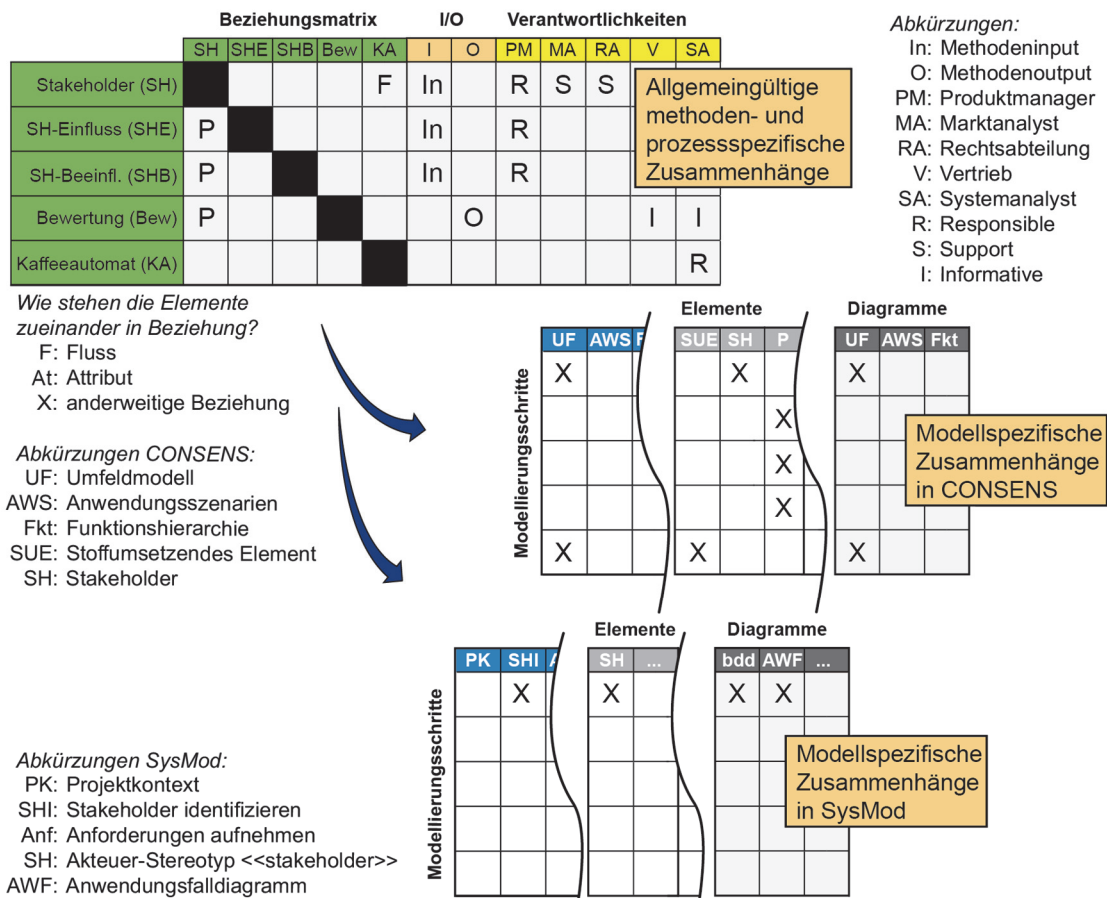 Beziehungsmatrix I/O Verantwortlichkeiten
SH SHE SHB Bew KA I O PM MA RA V SA
Stakeholder (SH) F In R S S
SH-Einfluss (SHE) P In R
SH-Beeinfl. (SHB) P In R
Bewertung (Bew) P O I I
Kaffeeautomat (KA) R
Allgemeingültige
methoden- und
prozessspezifische
Zusammenhänge
Abkürzungen:
In: Methodeninput
O: Methodenoutput
PM: Produktmanager
MA: Marktanalyst
RA: Rechtsabteilung
V: Vertrieb
SA: Systemanalyst
R: Responsible
S: Support
I: Informative
Wie stehen die Elemente
zueinander in Beziehung?
F: Fluss
At: Attribut
X: anderweitige Beziehung
Abkürzungen CONSENS:
UF: Umfeldmodell
AWS: Anwendungsszenarien
Fkt: Funktionshierarchie
SUE: Stoffumsetzendes Element
SH: Stakeholder
Elemente Diagramme
UF AWS F SUE SH P UF AWS Fkt
X X X
X
X
X
X X X
Modellierungsschritte
Modellspezifische
Zusammenhänge
in CONSENS
Elemente Diagramme
PK SHI A SH ... bdd AWF ...
X X X X
Modellierungsschritte
Modellspezifische
Zusammenhänge
in SysMod
Abkürzungen SysMod:
PK: Projektkontext
SHI: Stakeholder identifizieren
Anf: Anforderungen aufnehmen
SH: Akteuer-Stereotyp <<stakeholder>>
AWF: Anwendungsfalldiagramm